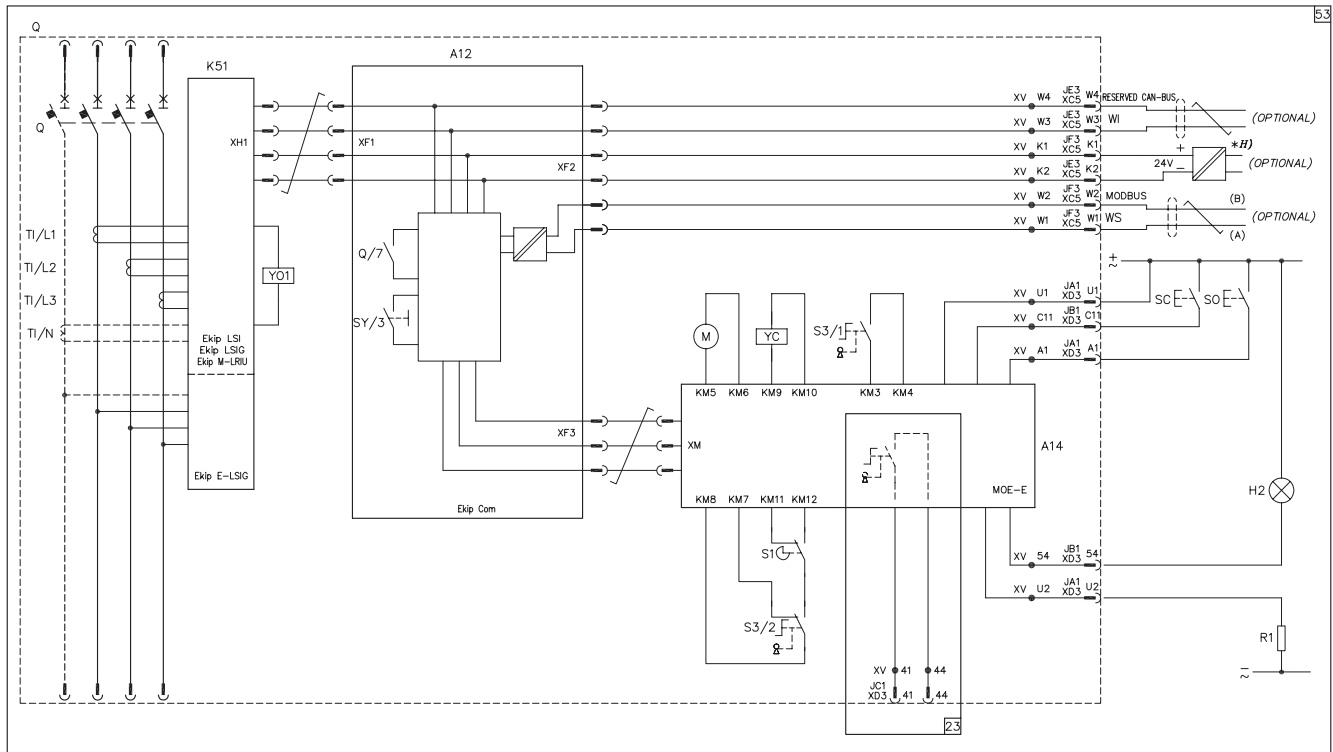 53
Q
K51
A12
XV W4 JE3 XC5 W4 RESERVED CAN-BUS
(OPTIONAL)
XV W3 JE3 XC5 W3 WI
Q
XH1
XF1
XV K1 JF3 XC5 K1 + *H)
XF2
24V
(OPTIONAL)
XV K2 JE3 XC5 K2 −
XV W2 JF3 XC5 W2 MODBUS
(B)
(OPTIONAL)
XV W1 JF3 XC5 W1 WS
(A)
TI/L1
Q/7
TI/L2
YO1
TI/L3
+
~
XV U1 JA1 XD3 U1
SC
SO
SY/3
TI/N
XV C11 JB1 XD3 C11
M
YC
S3/1
Ekip LSI
Ekip LSIG
Ekip M-LRIU
XV A1 JA1 XD3 A1
KM5 KM6 KM9 KM10 KM3 KM4
XF3
XM
A14
Ekip E-LSIG
MOE-E
H2
Ekip Com
KM8 KM7 KM11 KM12
S1
XV 54 JB1 XD3 54
XV U2 JA1 XD3 U2
S3/2
R1
XV 41 44
JC1
XD3 41 44
−
~
23